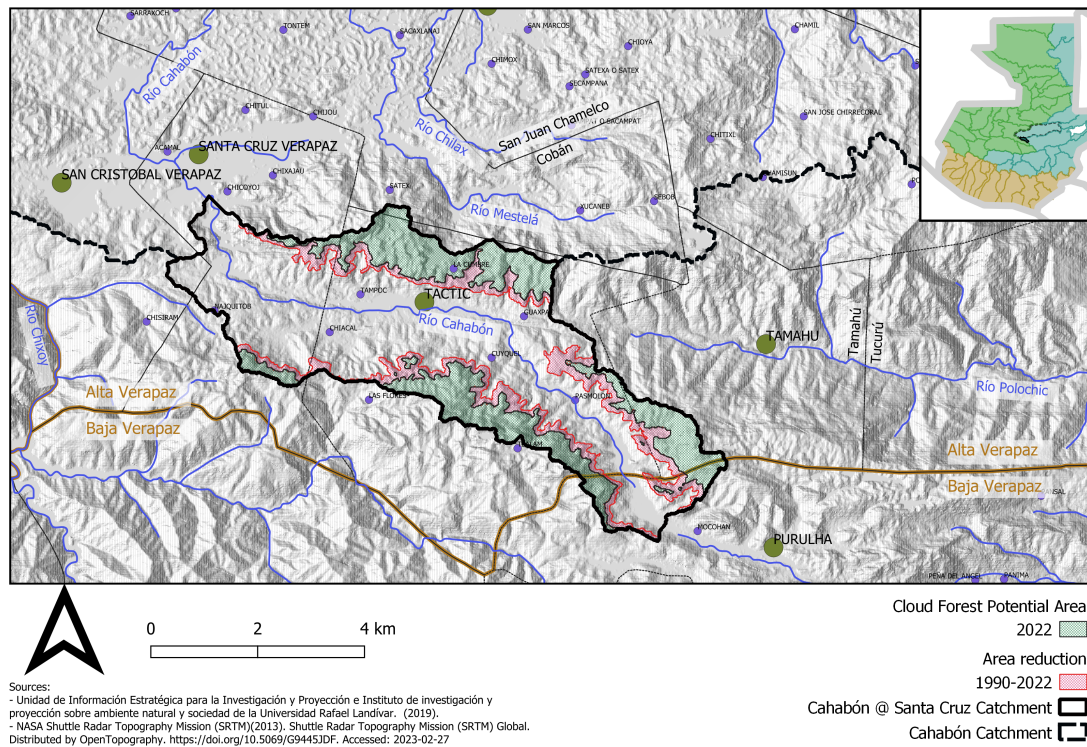 SARRAXOCH
TONTEM
SACAXLANAJ
SAN MARCOS
CHAMIL
CHIOYA
CHIMOX
SATEXA O SATEX
SECAMPANA
Río Cahabón
CHITUL
CHIJOU
Río Chilax
San Juan Chamelco
Cobán
O SACAMPAT
SAN JOSE CHIRRECORAL
CHITIXL
ACAMAL
SANTA CRUZ VERAPAZ
SAN CRISTOBAL VERAPAZ
CHIXAJAU
CHICOYOJ
SATEX
Río Mestelá
XUCANEB
AMISUN
LA CUMBRE
TAMPOC
TACTIC
GUAXPA
NAJQUITOB
CHISIRAM
CHIACAL
Río Cahabón
Río Chixoy
TAMAHU
Tamahú
Tucurú
CUYQUEL
Río Polochic
Alta Verapaz
Baja Verapaz
LAS FLORES
PASMOLON
Alta Verapaz
Baja Verapaz
MOCOHAN
PURULHA
PEÑA DEL ANGEL
PANIMA
0
2
4 km
Cloud Forest Potential Area
2022
Area reduction
1990-2022
Cahabón @ Santa Cruz Catchment
Cahabón Catchment
Sources:
- Unidad de Información Estratégica para la Investigación y Proyección e Instituto de investigación y
proyección sobre ambiente natural y sociedad de la Universidad Rafael Landívar. (2019).
- NASA Shuttle Radar Topography Mission (SRTM)(2013). Shuttle Radar Topography Mission (SRTM) Global.
Distributed by OpenTopography. https://doi.org/10.5069/G9445JDF. Accessed: 2023-02-27